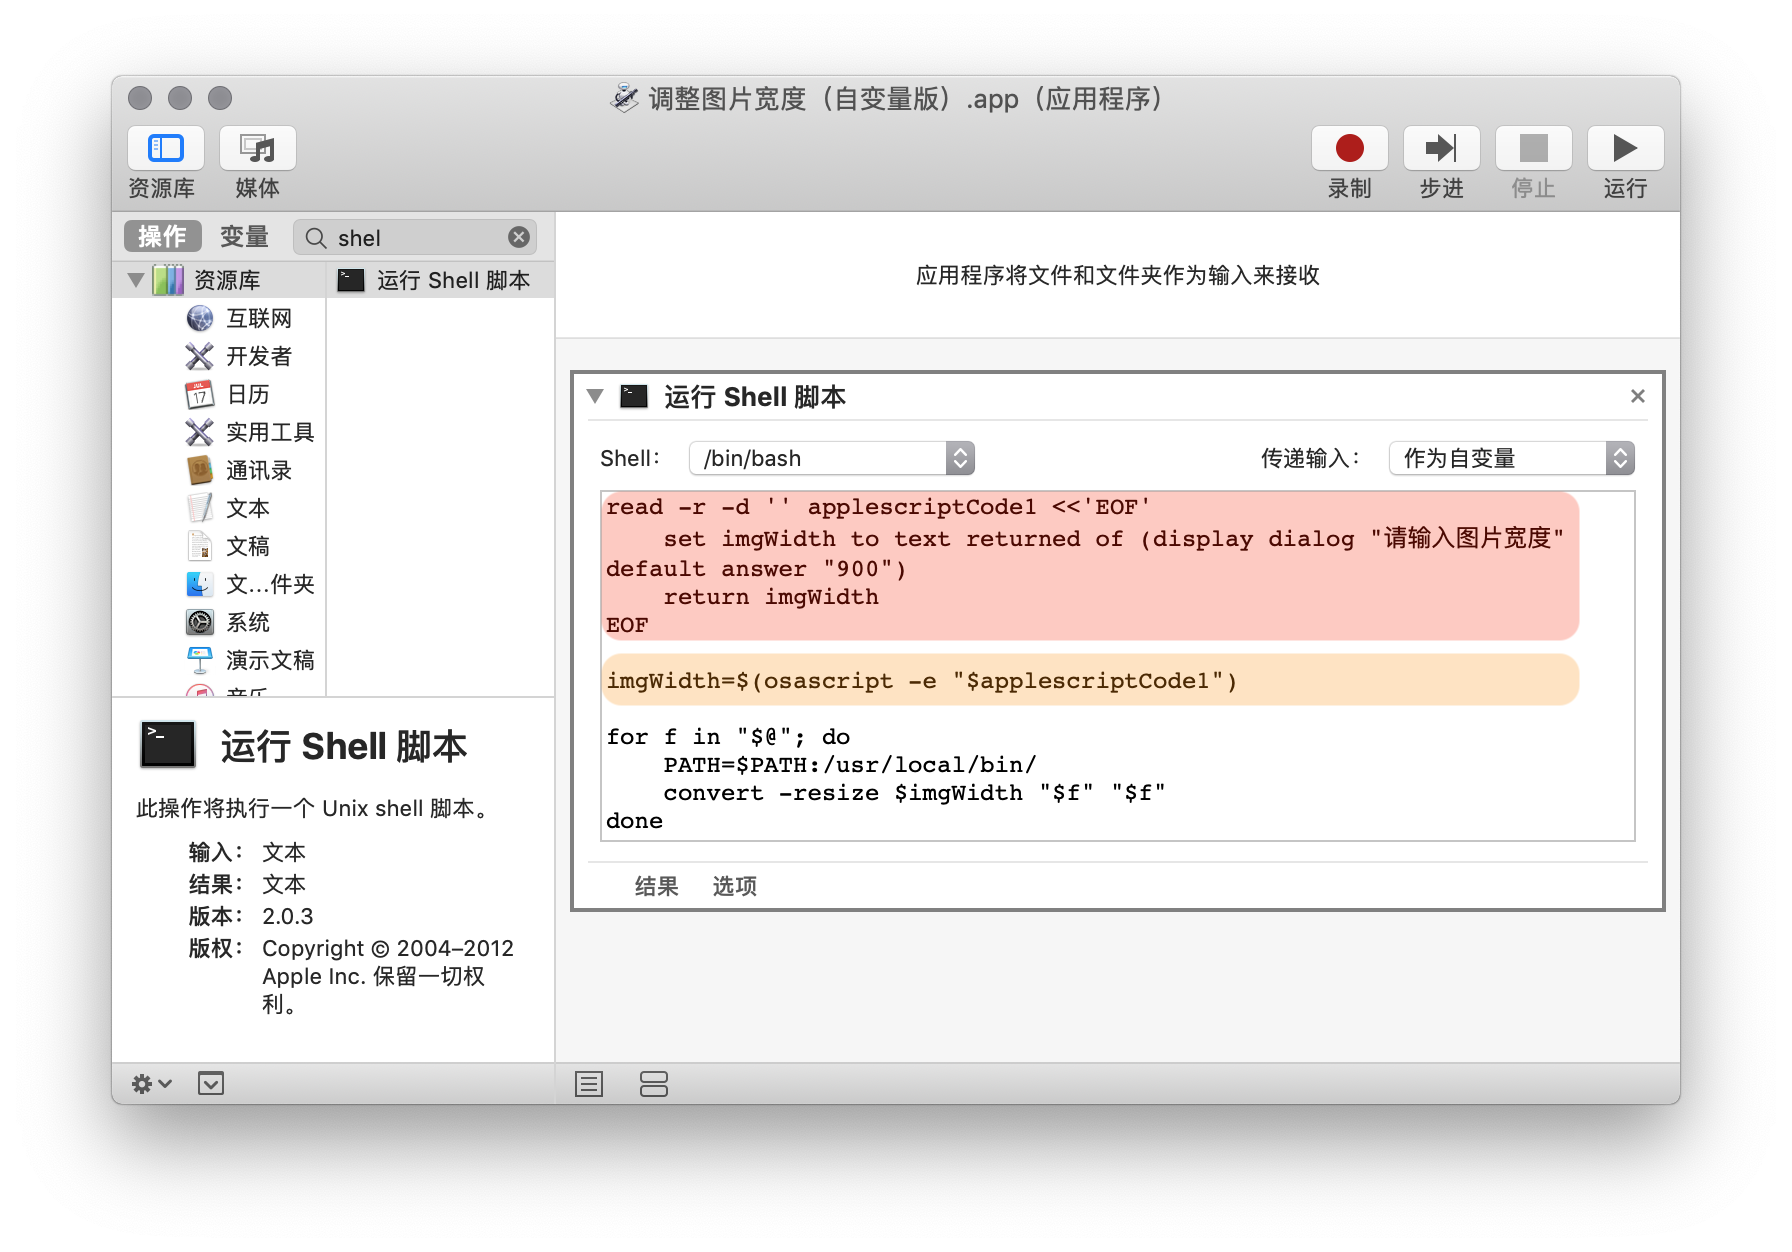 调整图片宽度（自变量版）.app（应用程序）
资源库
媒体
录制
步进
停止
运行
操作
变量
shel
资源库
互联网
开发者
JUL
17
日历
实用工具
通讯录
文本
文稿
文...件夹
系统
演示文稿
音乐
运行 Shell 脚本
运行 Shell 脚本
此操作将执行一个 Unix shell 脚本。
输入： 文本
结果： 文本
版本： 2.0.3
版权： Copyright © 2004–2012
Apple Inc. 保留一切权
利。
应用程序将文件和文件夹作为输入来接收
运行 Shell 脚本
Shell： /bin/bash
传递输入： 作为自变量
read -r -d '' applescriptCode1 <<'EOF'
set imgWidth to text returned of (display dialog "请输入图片宽度"
default answer "900")
return imgWidth
EOF
imgWidth=$(osascript -e "$applescriptCode1")
for f in "$@"; do
PATH=$PATH:/usr/local/bin/
convert -resize $imgWidth "$f" "$f"
done
结果
选项